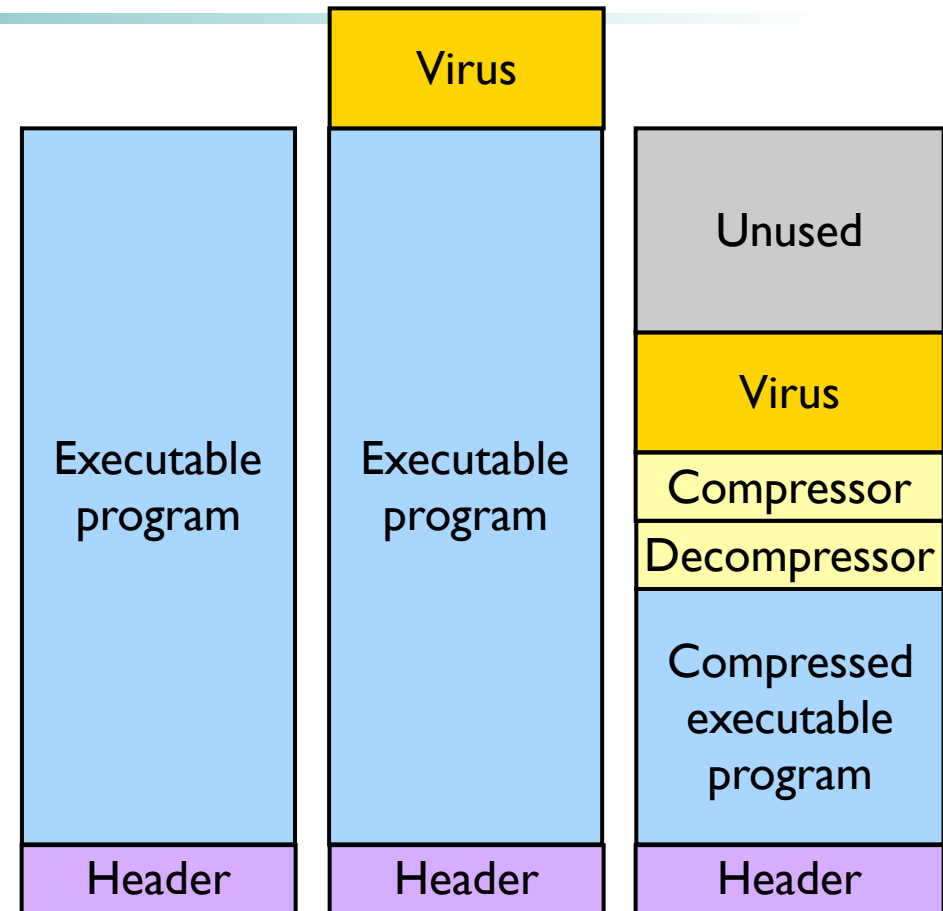 Executable
program
Header
Virus
Executable
program
Header
Unused
Virus
Compressor
Decompressor
Compressed
executable
program
Header